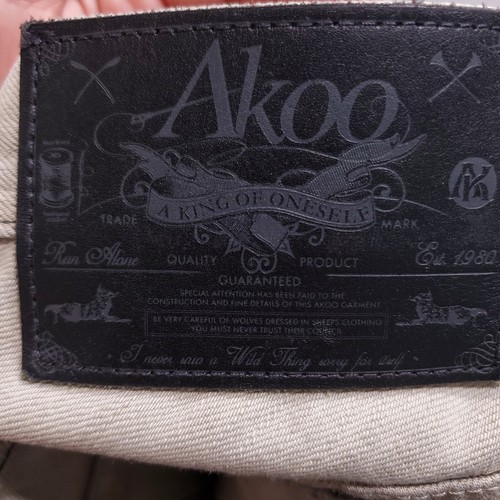 Akoo
A KING OF ONESELF
TRADE MARK
Run Alone Est. 1980
QUALITY PRODUCT
GUARANTEED
SPECIAL ATTENTION HAS BEEN PAID TO THE
CONSTRUCTION AND FINE DETAILS OF THIS AKOO GARMENT.
BE VERY CAREFUL OF WOLVES DRESSED IN SHEEPS CLOTHING
YOU MUST NEVER TRUST THEIR COUNCIL
I never saw a Wild Thing sorry for itself